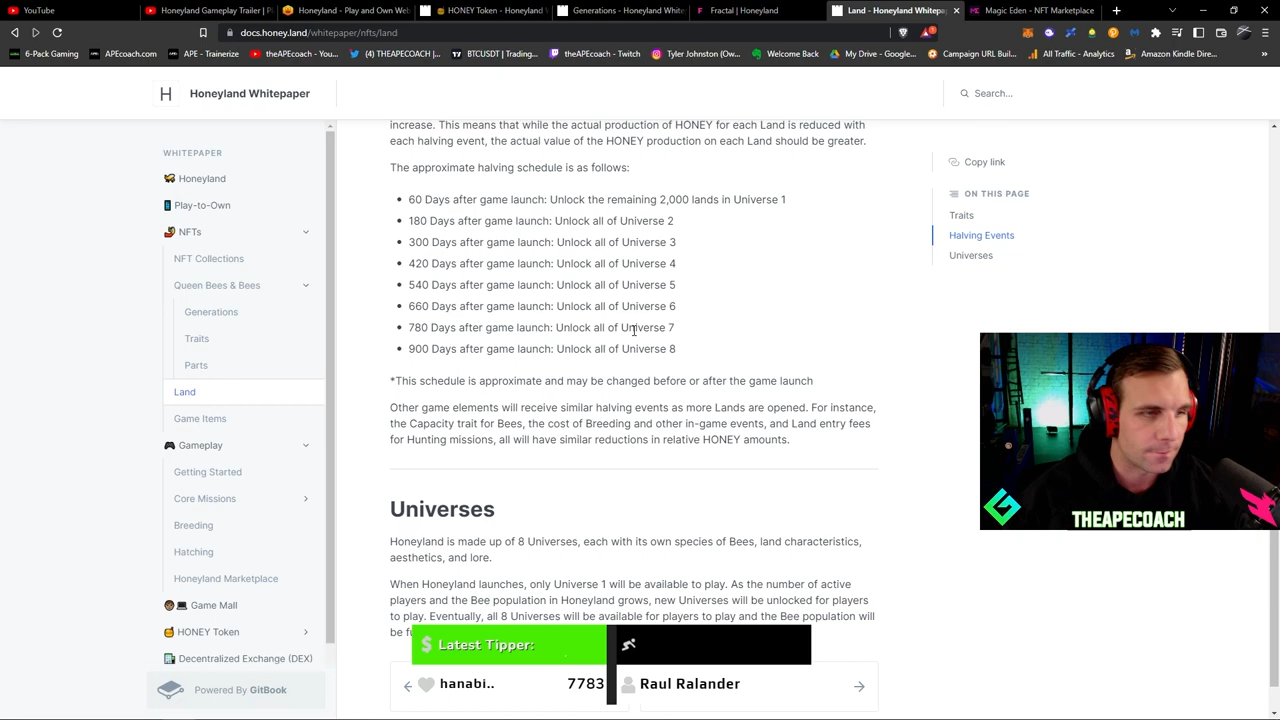 YouTube
Honeyland Gameplay Trailer | P
Honeyland - Play and Own Web
HONEY Token - Honeyland W
Generations - Honeyland White
Fractal | Honeyland
Land - Honeyland Whitepap
Magic Eden - NFT Marketplace
docs.honey.land/whitepaper/nfts/land
6-Pack Gaming
APEcoach.com
APE - Trainerize
theAPEcoach - You...
(4) THEAPECOACH /...
BTCUSDT | Trading...
theAPEcoach - Twitch
Tyler Johnston (Ow...
Welcome Back
My Drive - Google...
Campaign URL Buil...
All Traffic - Analytics
Amazon Kindle Dire...
H
Honeyland Whitepaper
Search...
WHITEPAPER
Honeyland
Play-to-Own
NFTs
NFT Collections
Queen Bees & Bees
Generations
Traits
Parts
Land
Game Items
Gameplay
Getting Started
Core Missions
Breeding
Hatching
Honeyland Marketplace
Game Mall
HONEY Token
Decentralized Exchange (DEX)
Powered By GitBook
increase. This means that while the actual production of HONEY for each Land is reduced with
each halving event, the actual value of the HONEY production on each Land should be greater.
The approximate halving schedule is as follows:
• 60 Days after game launch: Unlock the remaining 2,000 lands in Universe 1
• 180 Days after game launch: Unlock all of Universe 2
• 300 Days after game launch: Unlock all of Universe 3
• 420 Days after game launch: Unlock all of Universe 4
• 540 Days after game launch: Unlock all of Universe 5
• 660 Days after game launch: Unlock all of Universe 6
• 780 Days after game launch: Unlock all of Universe 7
• 900 Days after game launch: Unlock all of Universe 8
*This schedule is approximate and may be changed before or after the game launch
Other game elements will receive similar halving events as more Lands are opened. For instance,
the Capacity trait for Bees, the cost of Breeding and other in-game events, and Land entry fees
for Hunting missions, all will have similar reductions in relative HONEY amounts.
Universes
Honeyland is made up of 8 Universes, each with its own species of Bees, land characteristics,
aesthetics, and lore.
When Honeyland launches, only Universe 1 will be available to play. As the number of active
players and the Bee population in Honeyland grows, new Universes will be unlocked for players
to play. Eventually, all 8 Universes will be available for players to play and the Bee population will
be
Copy link
ON THIS PAGE
Traits
Halving Events
Universes
THEAPECOACH
$ Latest Tipper:
hanabi.. 7783
Raul Ralander